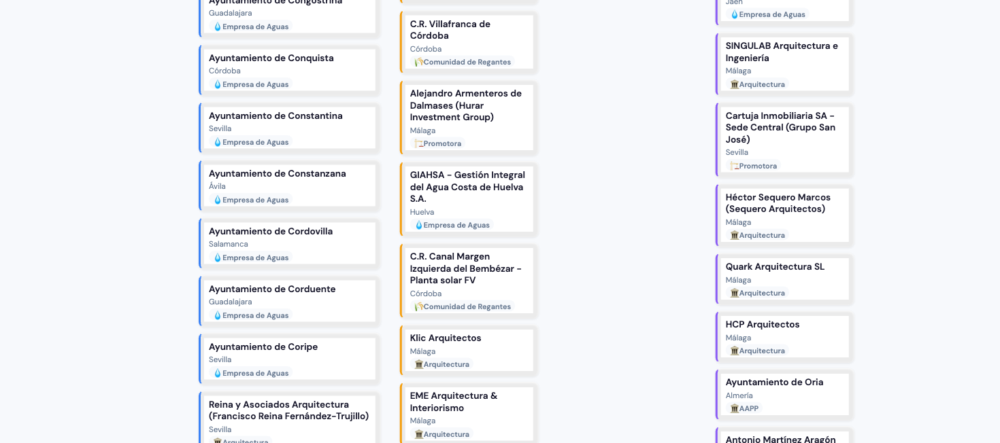 Ayuntamiento de Congostrina
Guadalajara
Empresa de Aguas
Ayuntamiento de Conquista
Córdoba
Empresa de Aguas
Ayuntamiento de Constantina
Sevilla
Empresa de Aguas
Ayuntamiento de Constanzana
Ávila
Empresa de Aguas
Ayuntamiento de Cordovilla
Salamanca
Empresa de Aguas
Ayuntamiento de Corduente
Guadalajara
Empresa de Aguas
Ayuntamiento de Coripe
Sevilla
Empresa de Aguas
Reina y Asociados Arquitectura
(Francisco Reina Fernández-Trujillo)
Sevilla
Arquitectura
C.R. Villafranca de
Córdoba
Córdoba
Comunidad de Regantes
Alejandro Armenteros de
Dalmases (Hurar
Investment Group)
Málaga
Promotora
GIAHSA - Gestión Integral
del Agua Costa de Huelva
S.A.
Huelva
Empresa de Aguas
C.R. Canal Margen
Izquierda del Bembézar -
Planta solar FV
Córdoba
Comunidad de Regantes
Klic Arquitectos
Málaga
Arquitectura
EME Arquitectura &
Interiorismo
Málaga
Arquitectura
Jaén
Empresa de Aguas
SINGULAB Arquitectura e
Ingeniería
Málaga
Arquitectura
Cartuja Inmobiliaria SA -
Sede Central (Grupo San
José)
Sevilla
Promotora
Héctor Sequero Marcos
(Sequero Arquitectos)
Málaga
Arquitectura
Quark Arquitectura SL
Málaga
Arquitectura
HCP Arquitectos
Málaga
Arquitectura
Ayuntamiento de Oria
Almería
AAPP
Antonio Martínez Aragón